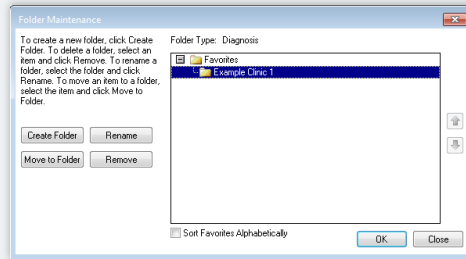 Folder Maintenance
To create a new folder, click Create
Folder. To delete a folder, select an
item and click Remove. To rename a
folder, select the folder and click
Rename. To move an item to a folder,
select the item and click Move to
Folder.
Create Folder
Rename
Move to Folder
Remove
Folder Type: Diagnosis
Favorites
Example Clinic 1
Sort Favorites Alphabetically
OK
Close